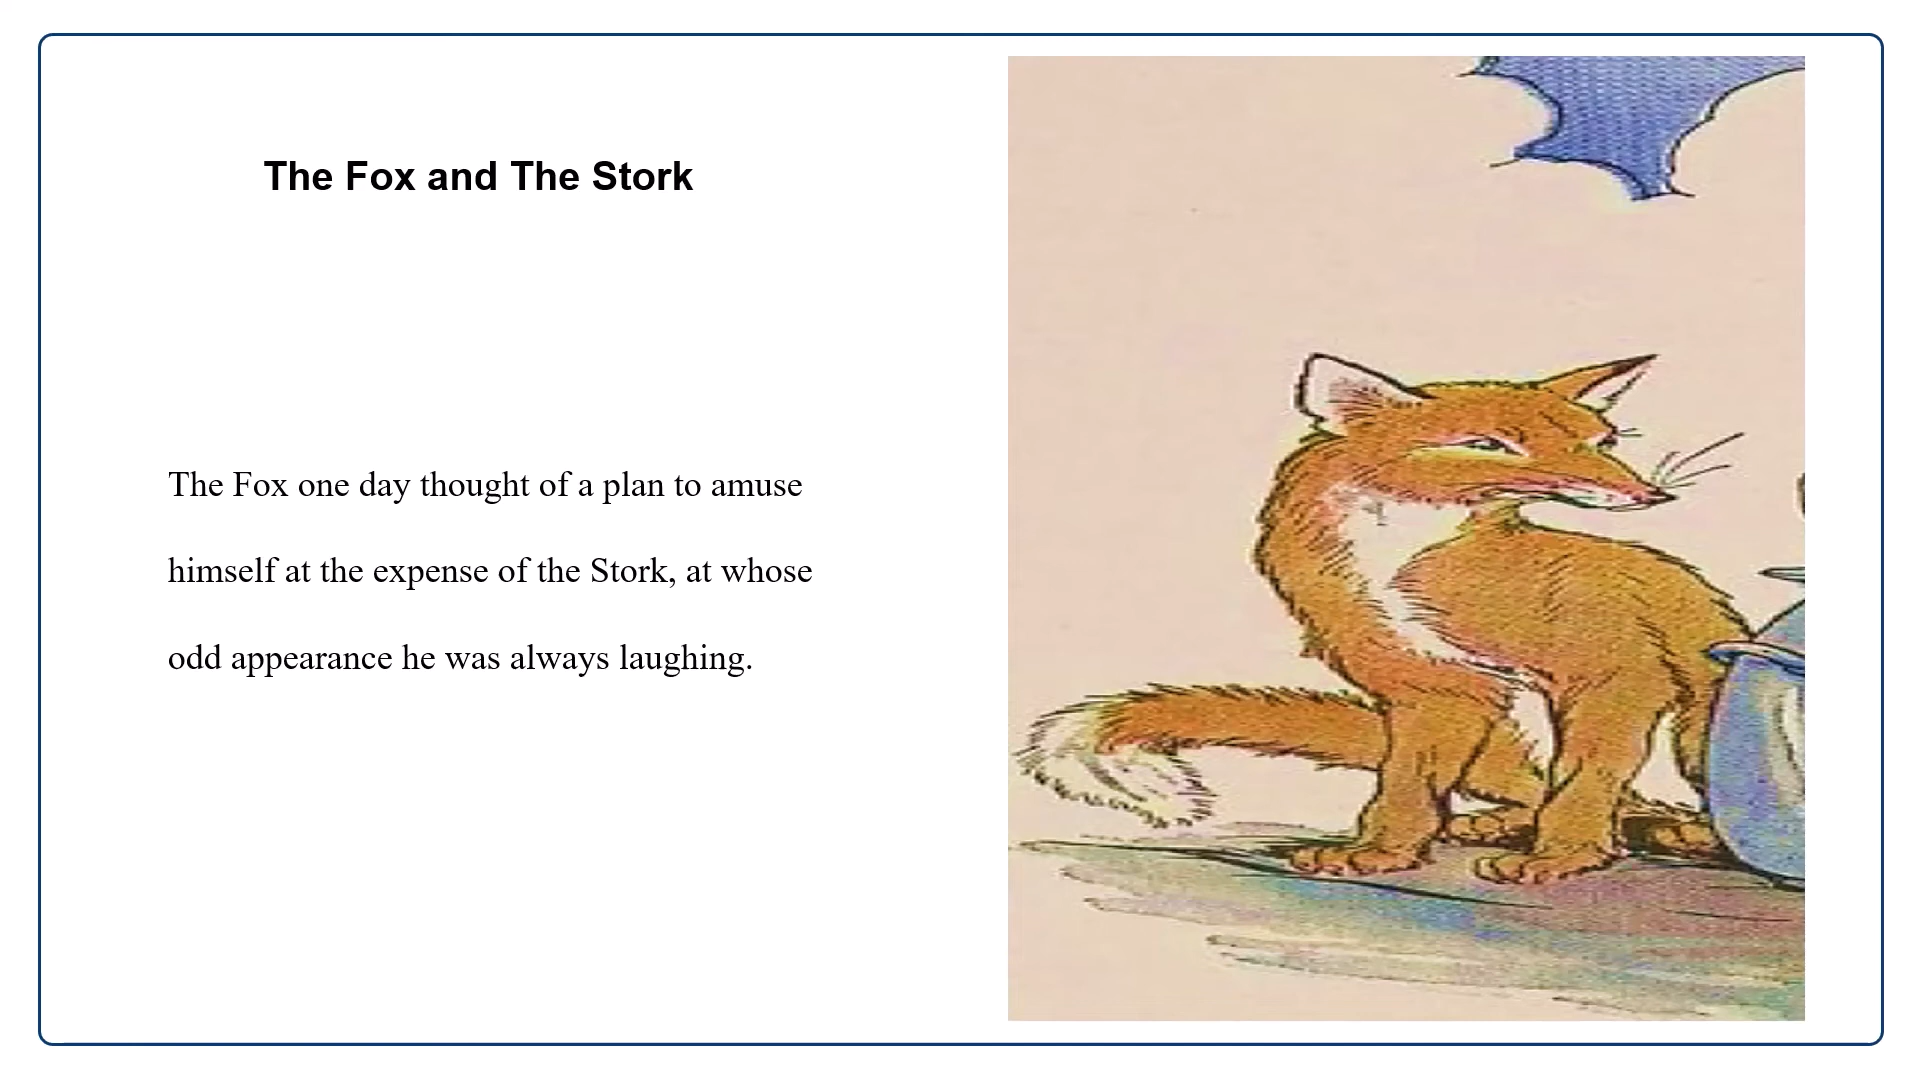 The Fox and The Stork
The Fox one day thought of a plan to amuse
himself at the expense of the Stork, at whose
odd appearance he was always laughing.